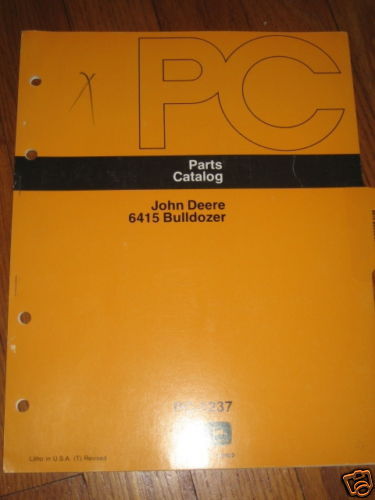 PC
Parts
Catalog
John Deere
6415 Bulldozer
Litho in U.S.A. (T) Revised